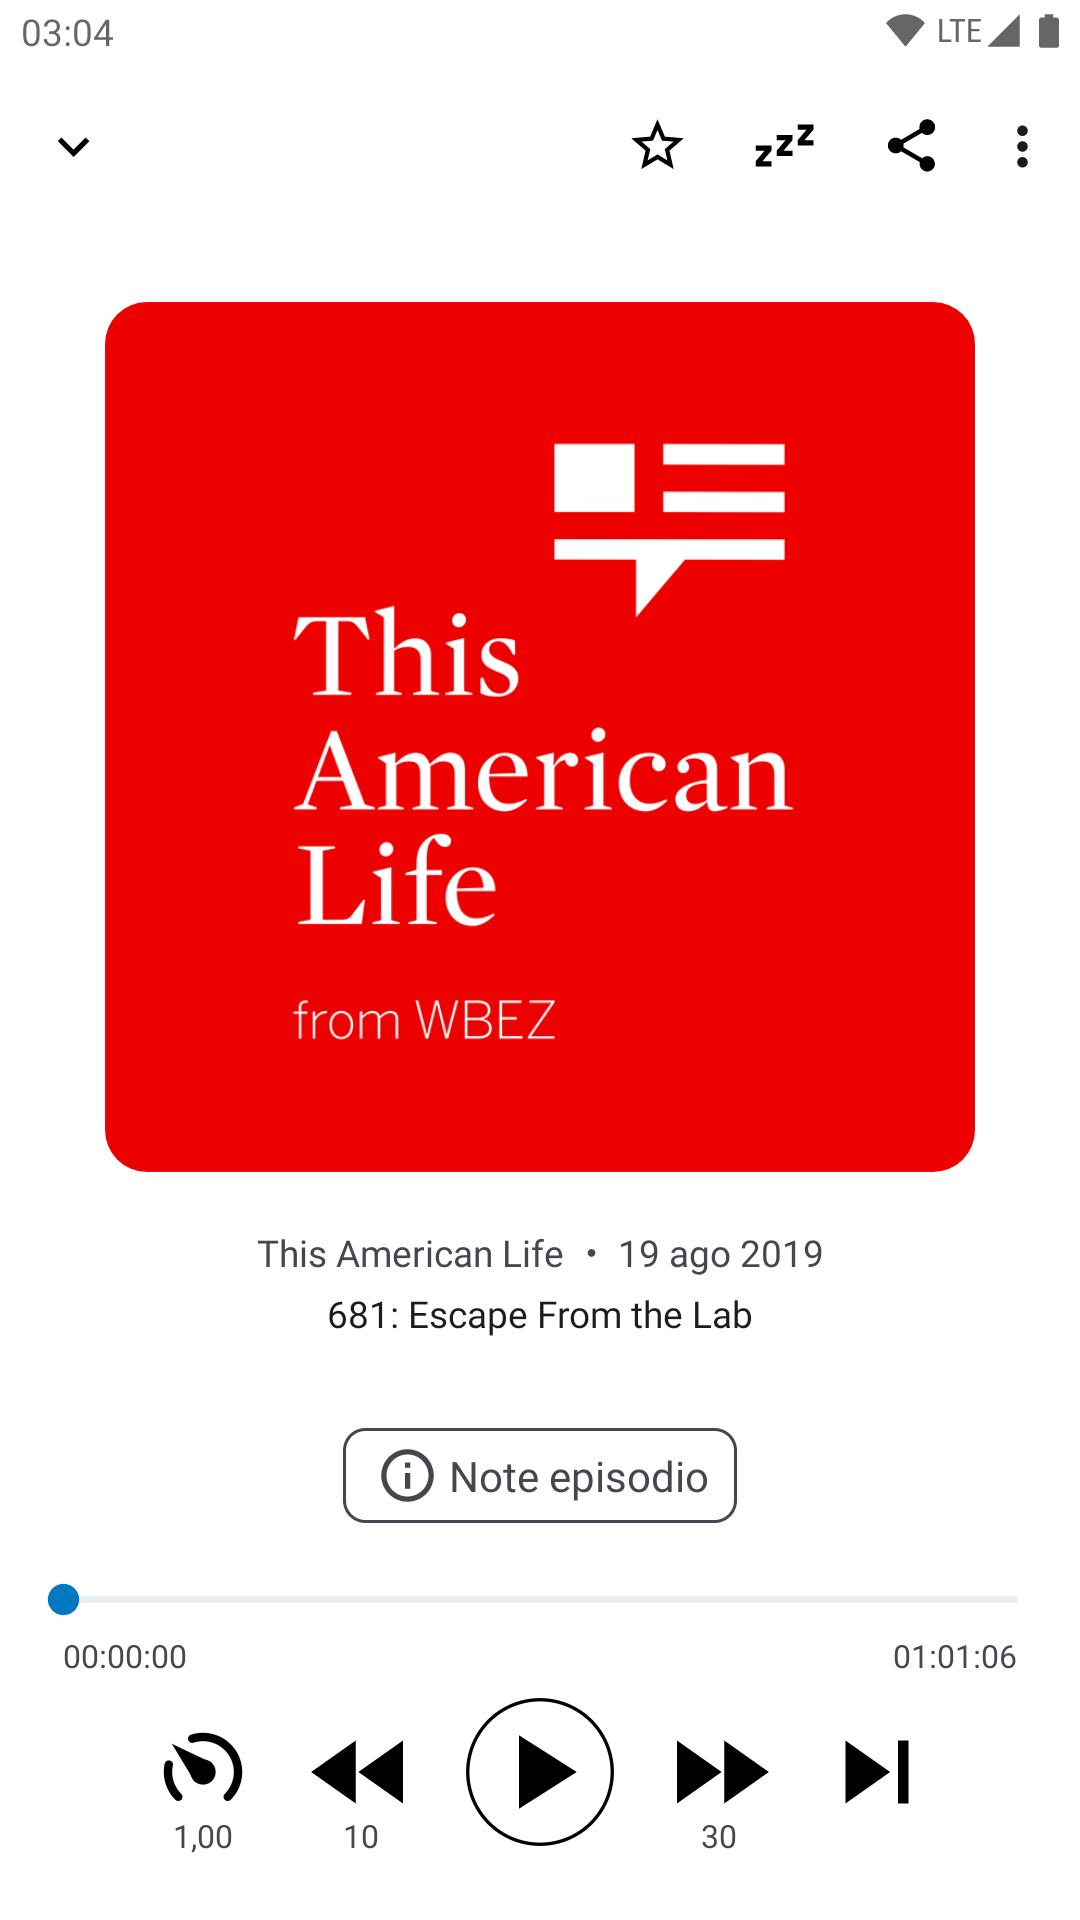 03:04
LTE
zzz
This
American
Life
from WBEZ
This American Life • 19 ago 2019
681: Escape From the Lab
Note episodio
00:00:00
01:01:06
1,00
10
30